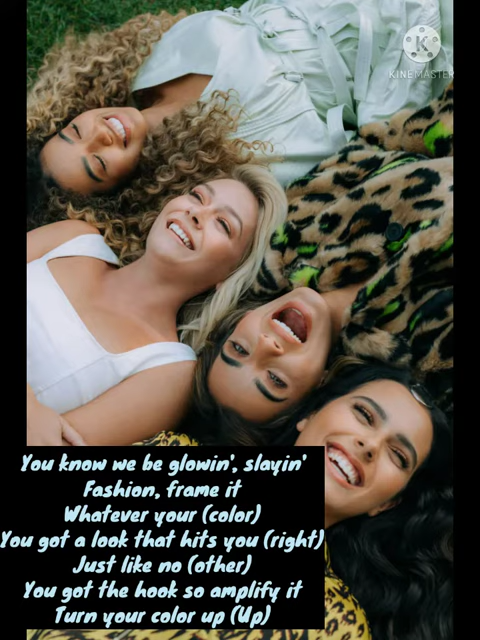 KINEMASTER
You know we be glowin', slayin'
Fashion, frame it
Whatever your (color)
You got a look that hits you (right)
Just like no (other)
You got the hook so amplify it
Turn your color up (Up)